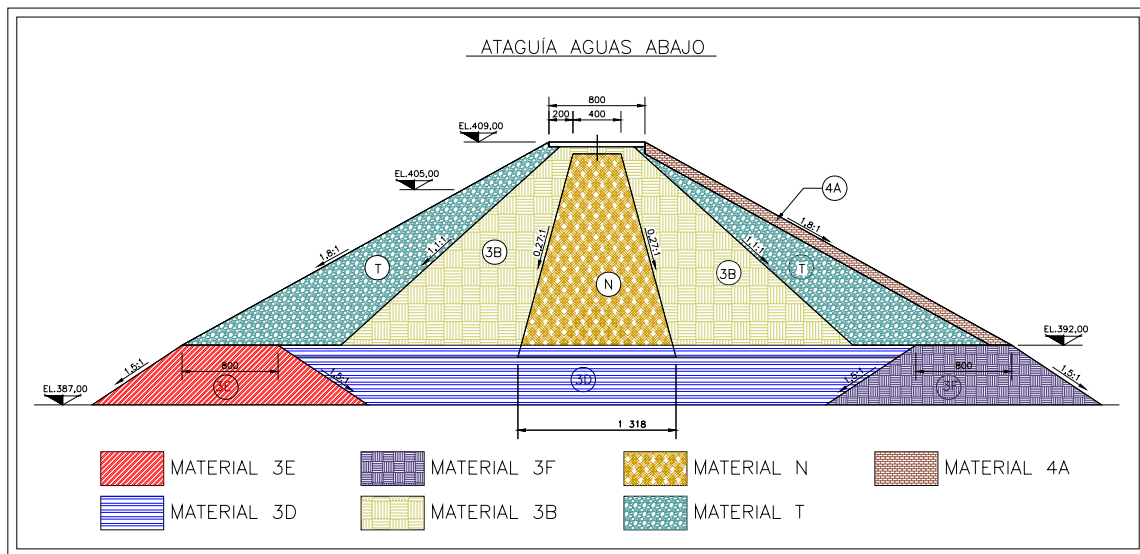 ATAGUÍA AGUAS ABAJO
800
200 400
EL.409,00
EL.405,00
4A
1,8:1
1,8:1
1,1:1
3B
0,27:1
0,27:1
1,1:1
T
N
3B
T
EL.392,00
1,5:1
800
3E
1,5:1
3D
1,5:1
800
3F
1,5:1
EL.387,00
1 318
MATERIAL 3E
MATERIAL 3F
MATERIAL N
MATERIAL 4A
MATERIAL 3D
MATERIAL 3B
MATERIAL T